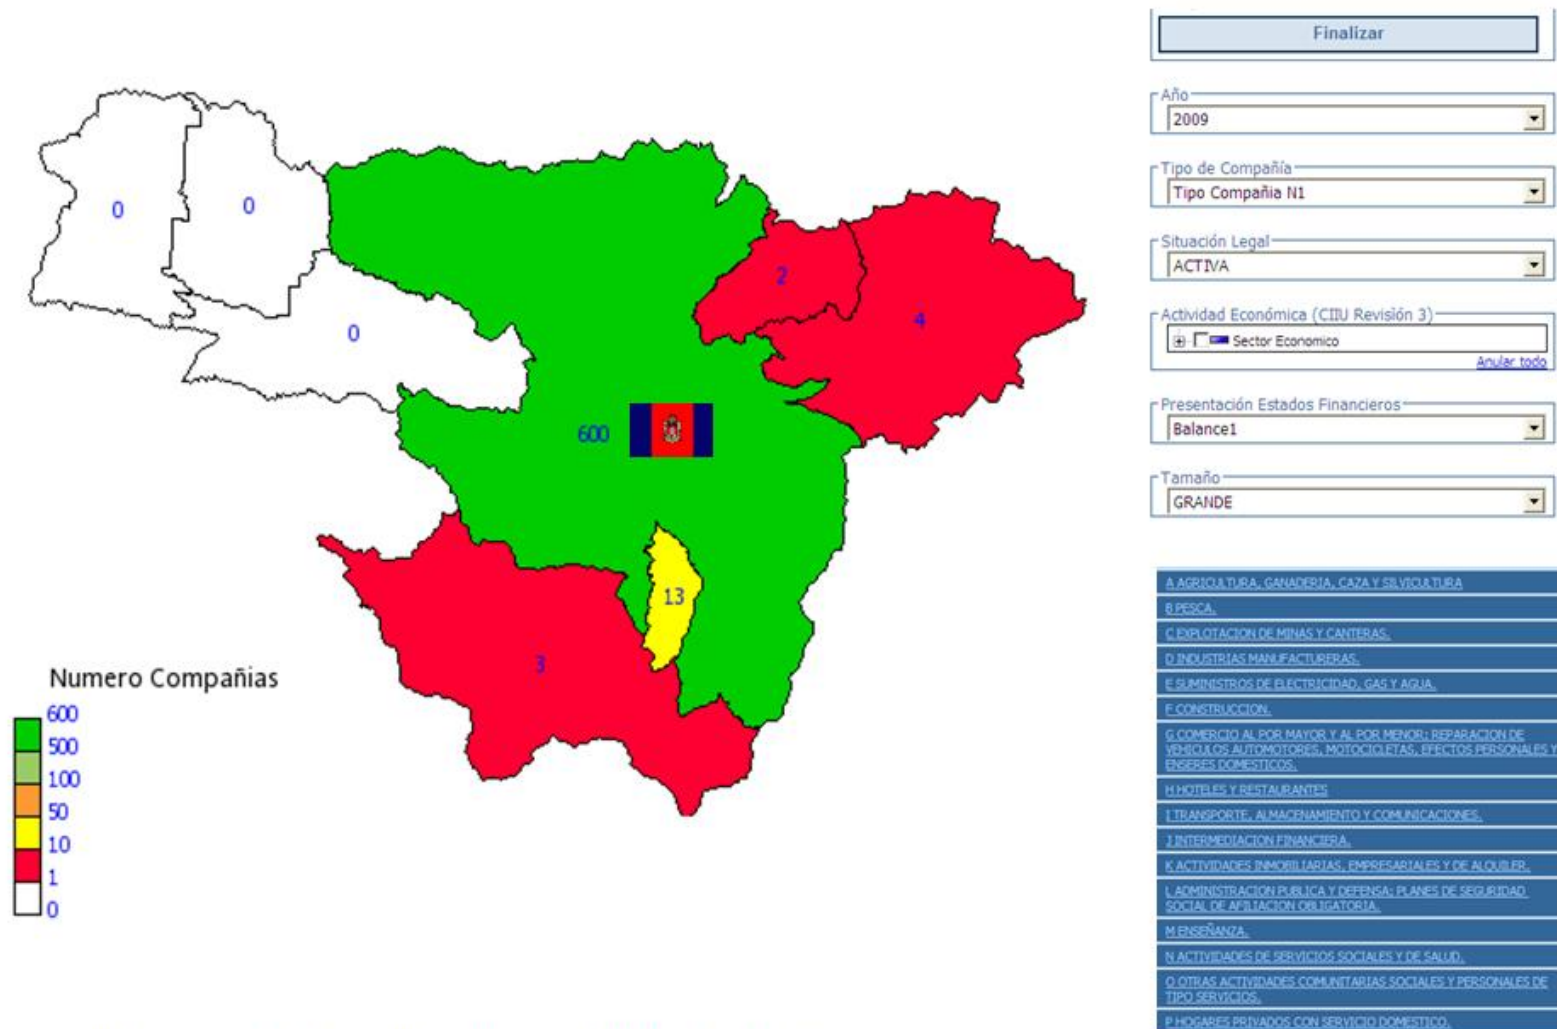 0
0
0
2
4
600
13
3
Numero Compañias
600
500
100
50
10
1
0
Finalizar
Año
2009
Tipo de Compañía
Tipo Compañia N1
Situación Legal
ACTIVA
Actividad Económica (CIIU Revisión 3)
Sector Economico
Anular todo
Presentación Estados Financieros
Balance1
Tamaño
GRANDE
A AGRICULTURA, GANADERIA, CAZA Y SILVICULTURA
B PESCA.
C EXPLOTACION DE MINAS Y CANTERAS.
D INDUSTRIAS MANUFACTURERAS.
E SUMINISTROS DE ELECTRICIDAD, GAS Y AGUA.
F CONSTRUCCION.
G COMERCIO AL POR MAYOR Y AL POR MENOR; REPARACION DE
VEHICULOS AUTOMOTORES, MOTOCICLETAS, EFECTOS PERSONALES Y
ENSERES DOMESTICOS.
H HOTELES Y RESTAURANTES
I TRANSPORTE, ALMACENAMIENTO Y COMUNICACIONES.
J INTERMEDIACION FINANCIERA.
K ACTIVIDADES INMOBILIARIAS, EMPRESARIALES Y DE ALQUILER.
L ADMINISTRACION PUBLICA Y DEFENSA; PLANES DE SEGURIDAD
SOCIAL DE AFILIACION OBLIGATORIA.
M ENSEÑANZA.
N ACTIVIDADES DE SERVICIOS SOCIALES Y DE SALUD.
O OTRAS ACTIVIDADES COMUNITARIAS SOCIALES Y PERSONALES DE
TIPO SERVICIOS.
P HOGARES PRIVADOS CON SERVICIO DOMESTICO.